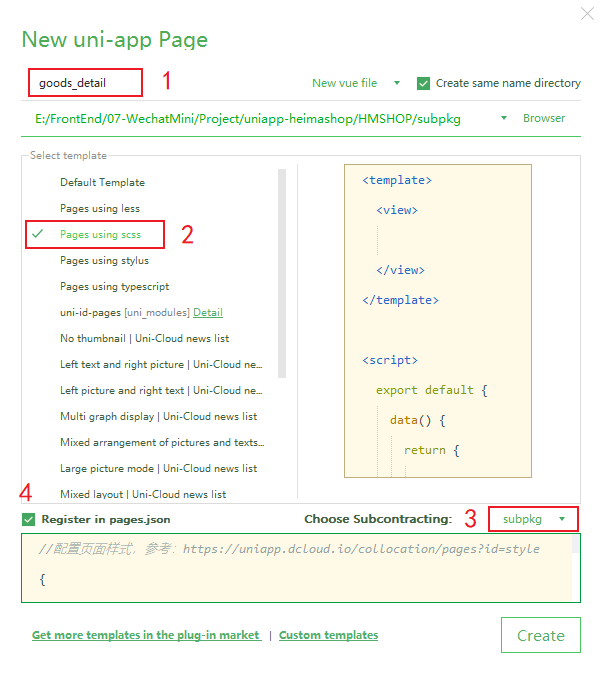 New uni-app Page
goods_detail
1
New vue file
Create same name directory
E:/FrontEnd/07-WechatMini/Project/uniapp-heimashop/HMSHOP/subpkg
Browser
Select template
Default Template
Pages using less
Pages using scss
2
Pages using stylus
Pages using typescript
uni-id-pages [uni_modules] Detail
No thumbnail | Uni-Cloud news list
Left text and right picture | Uni-Cloud ne...
Left picture and right text | Uni-Cloud ne...
Multi graph display | Uni-Cloud news list
Mixed arrangement of pictures and texts...
Large picture mode | Uni-Cloud news list
Mixed layout | Uni-Cloud news list
<template>
<view>
</view>
</template>
<script>
export default {
data() {
return {
4
Register in pages.json
Choose Subcontracting:
3
subpkg
//配置页面样式，参考：https://uniapp.dcloud.io/collocation/pages?id=style
{
Get more templates in the plug-in market | Custom templates
Create